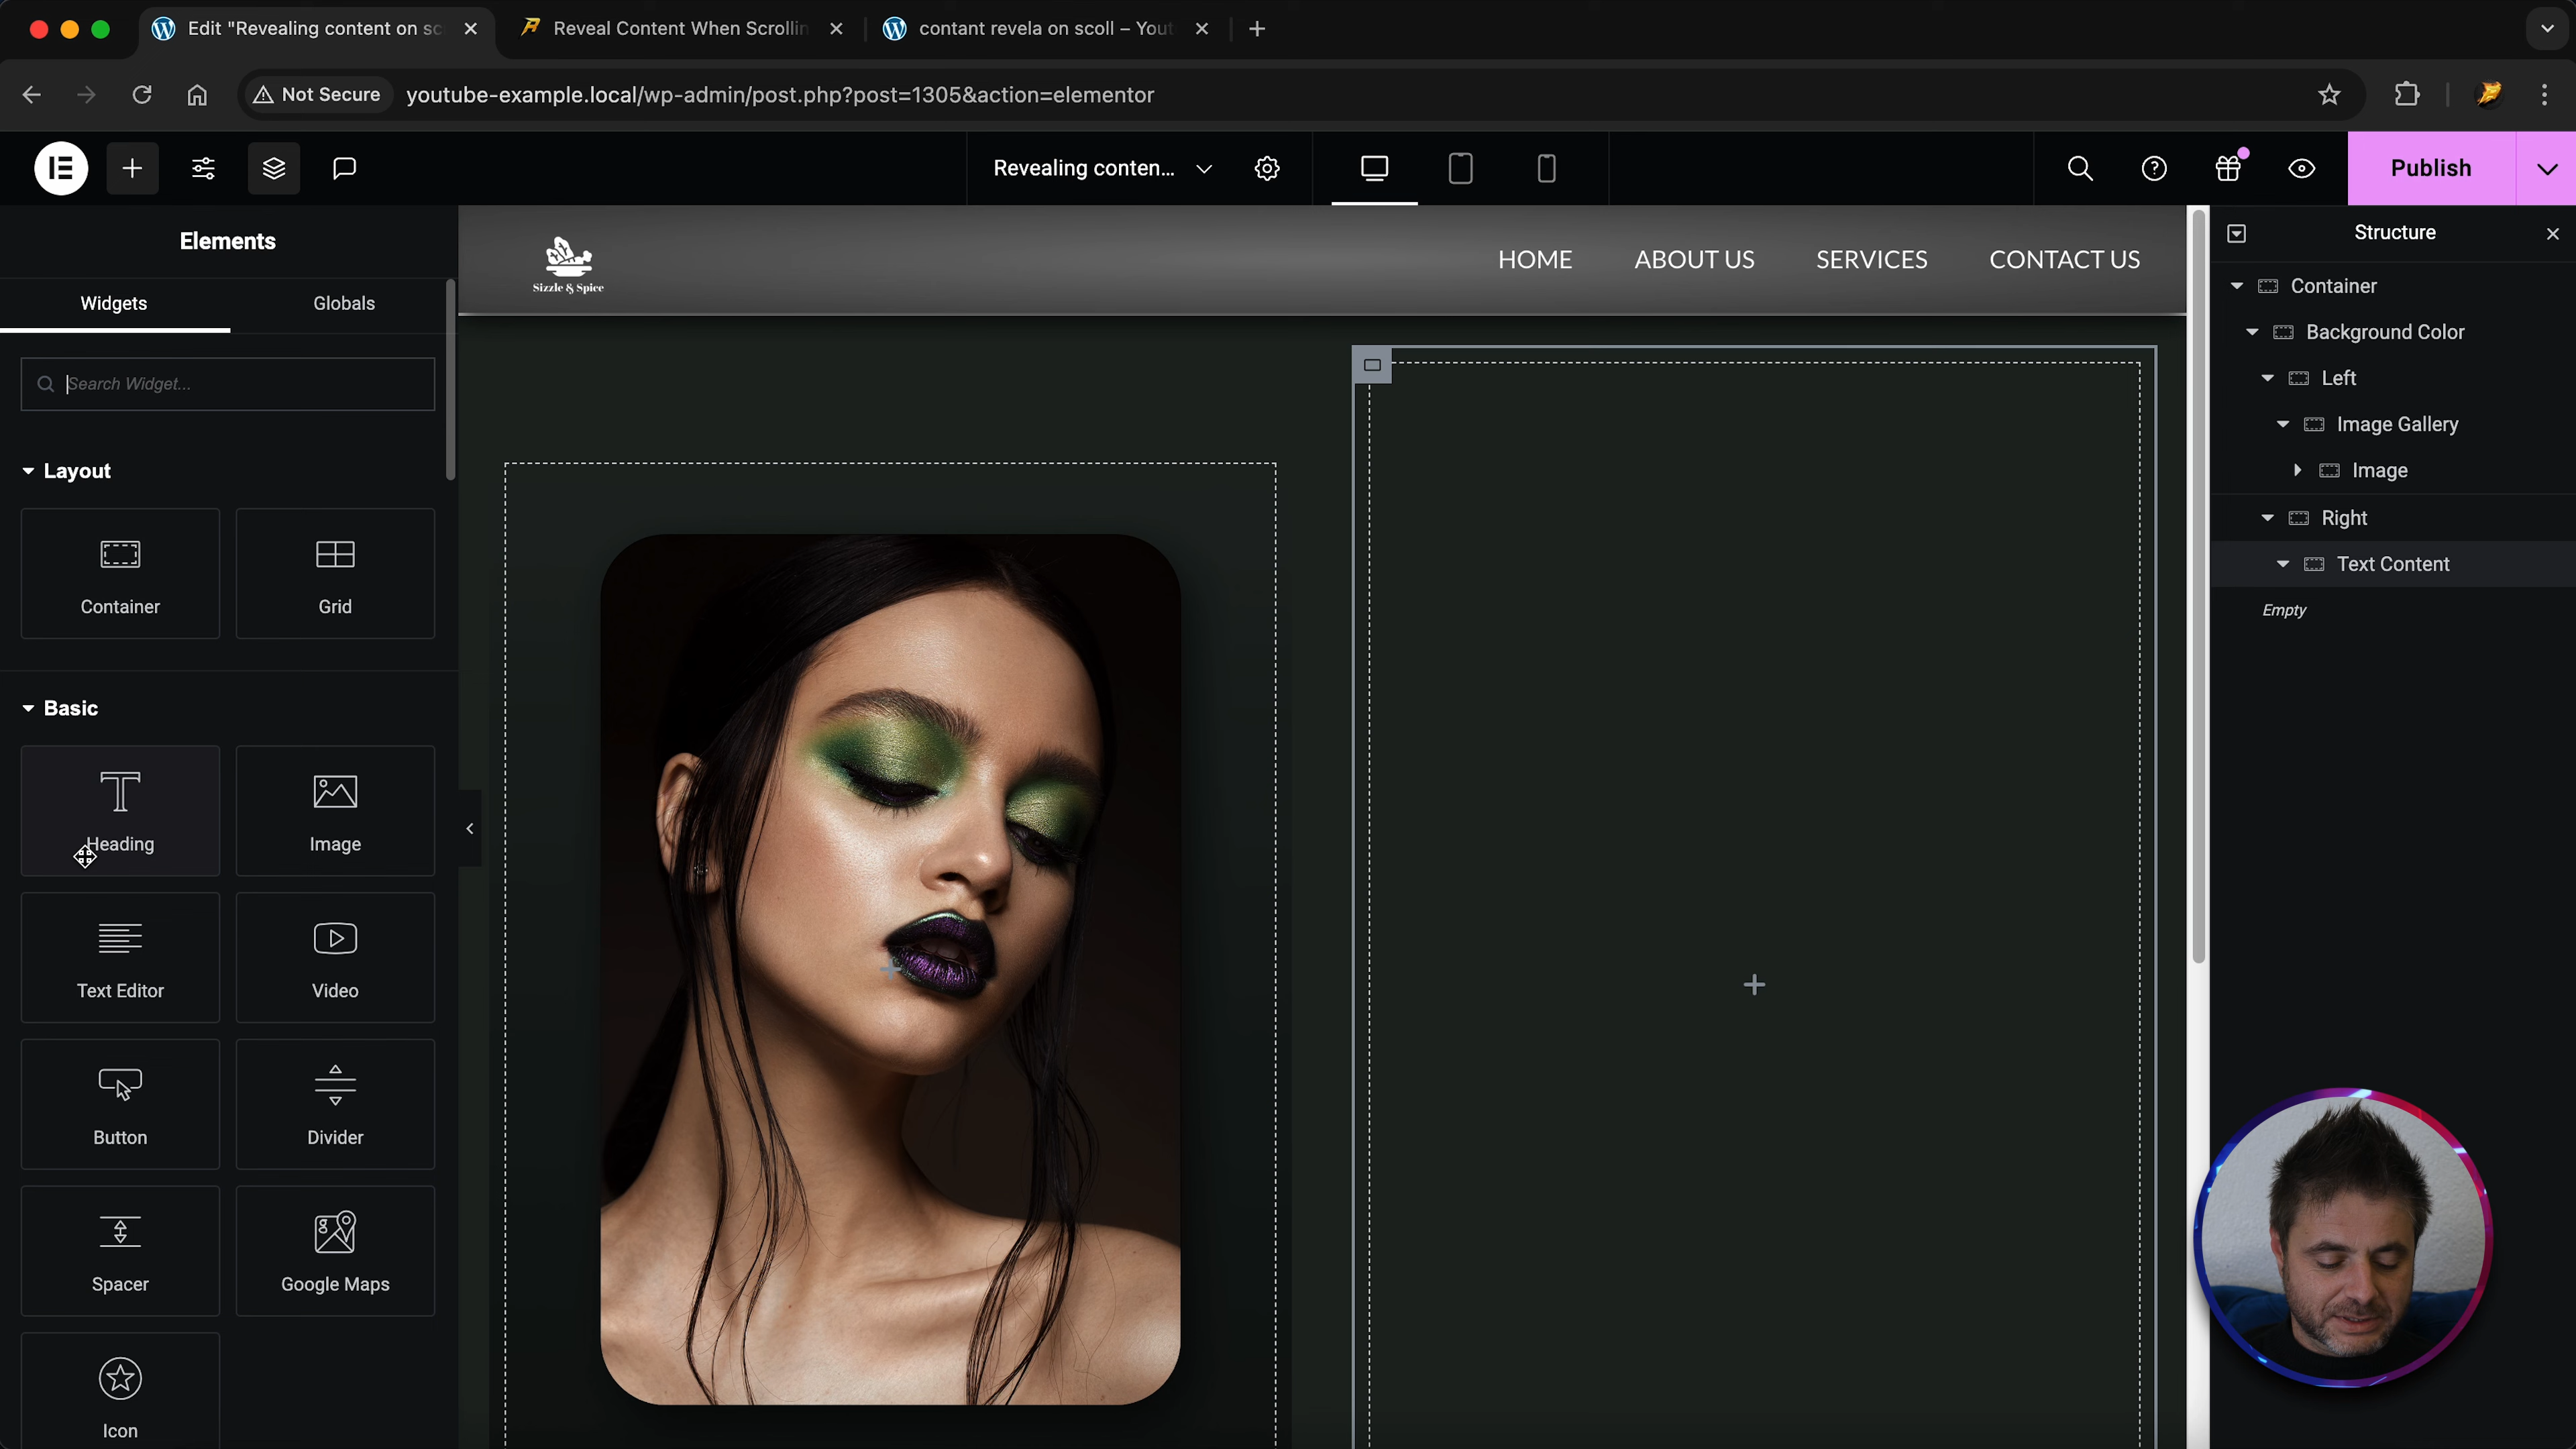 Edit "Revealing content on sc
Reveal Content When Scrollin
contant revela on scoll – Yout
Not Secure
youtube-example.local/wp-admin/post.php?post=1305&action=elementor
Revealing conten...
Publish
Elements
Widgets
Globals
Search Widget...
Layout
Container
Grid
Basic
Heading
Image
Text Editor
Video
Button
Divider
Spacer
Google Maps
Icon
Sizzle & Spice
HOME
ABOUT US
SERVICES
CONTACT US
Structure
Container
Background Color
Left
Image Gallery
Image
Right
Text Content
Empty